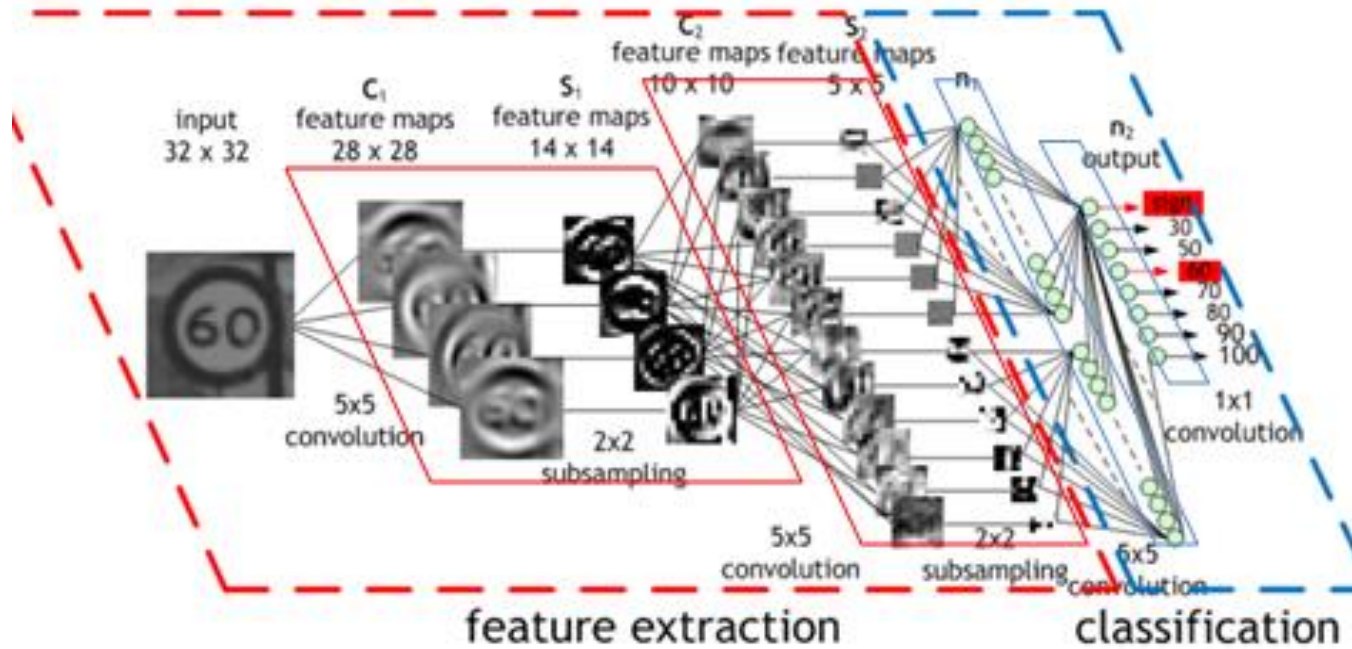 input
32 x 32
C₁
feature maps
28 x 28
S₁
feature maps
14 x 14
C₂
feature maps
10 x 10
S₂
feature maps
5 x 5
n₁
n₂
output
60
sign
30
50
60
70
80
90
100
5x5
convolution
2x2
subsampling
5x5
convolution
2x2
subsampling
convolution
1x1
convolution
feature extraction
classification